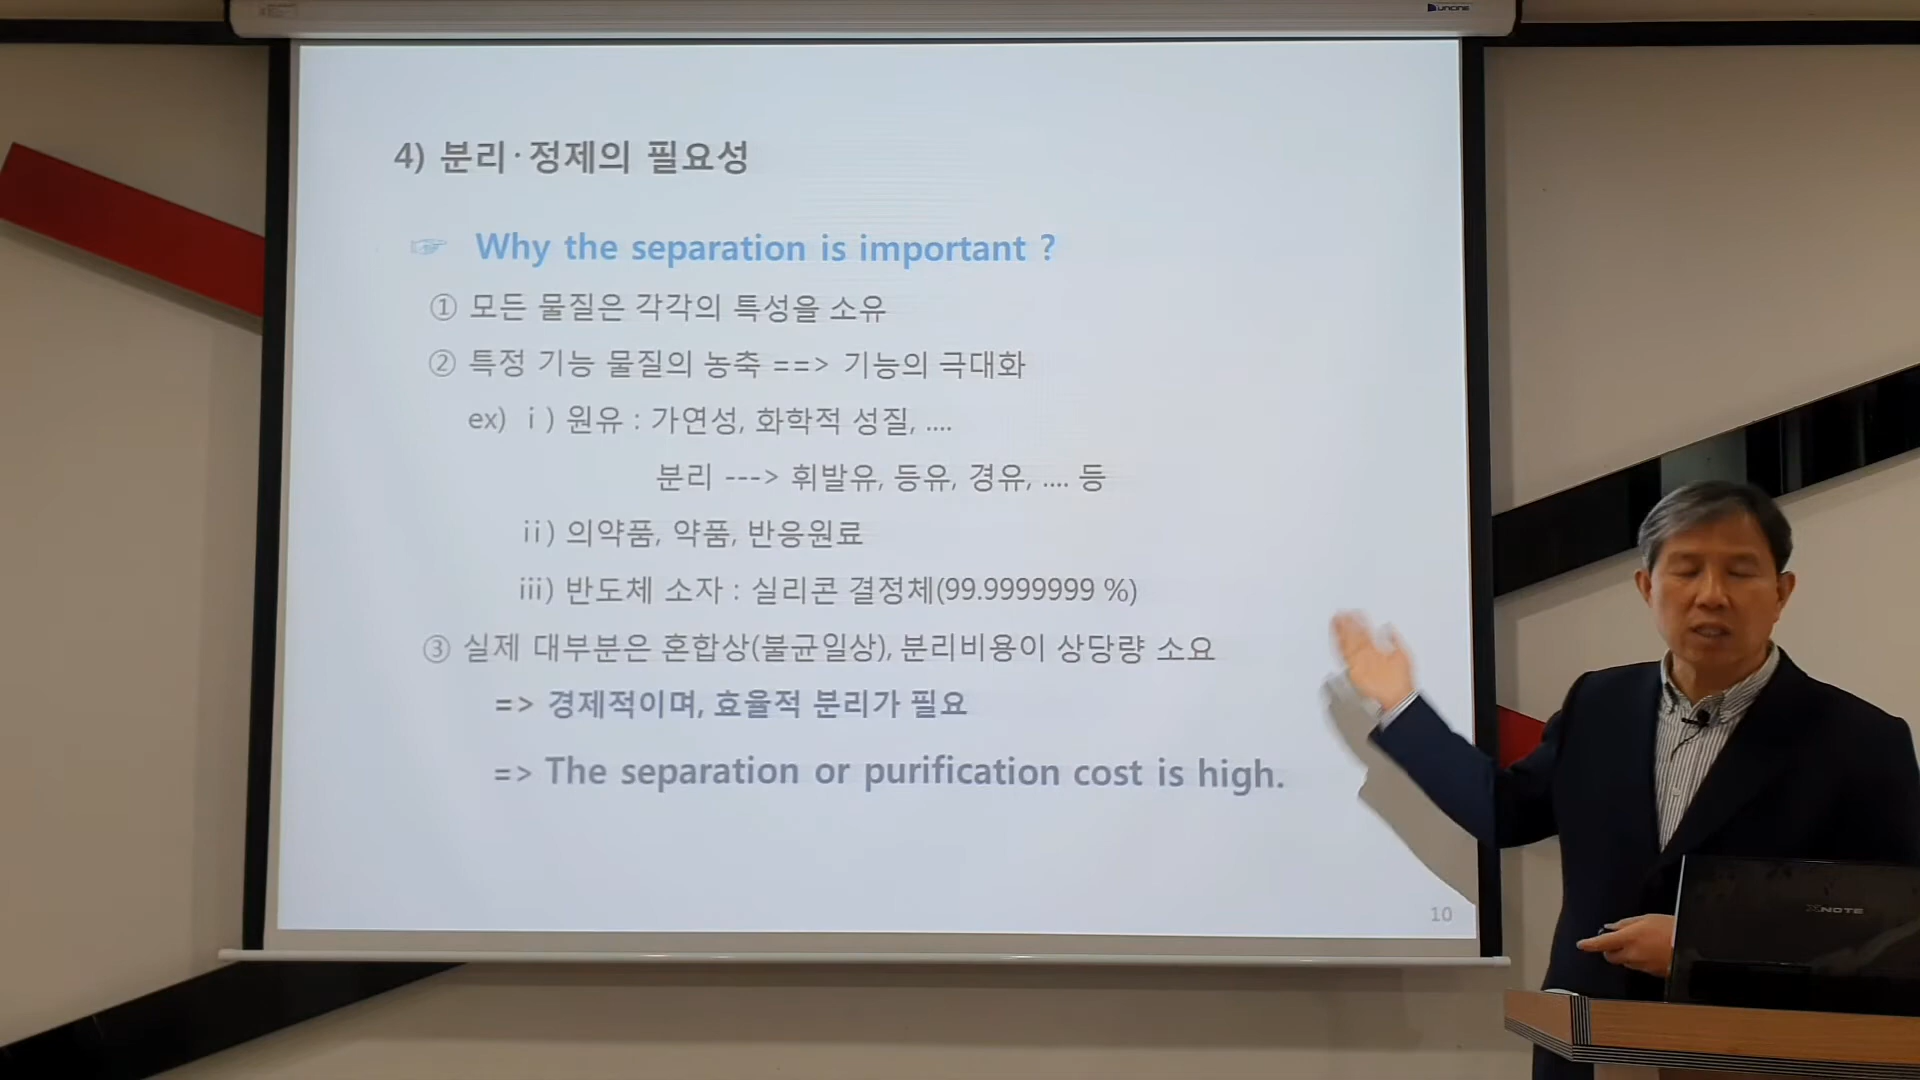 UNCINE
4) 분리·정제의 필요성
☞ Why the separation is important ?
① 모든 물질은 각각의 특성을 소유
② 특정 기능 물질의 농축 ==> 기능의 극대화
ex) ⅰ) 원유 : 가연성, 화학적 성질, ....
분리 ---> 휘발유, 등유, 경유, .... 등
ⅱ) 의약품, 약품, 반응원료
ⅲ) 반도체 소자 : 실리콘 결정체(99.9999999 %)
③ 실제 대부분은 혼합상(불균일상), 분리비용이 상당량 소요
=> 경제적이며, 효율적 분리가 필요
=> The separation or purification cost is high.
10
XNOTE